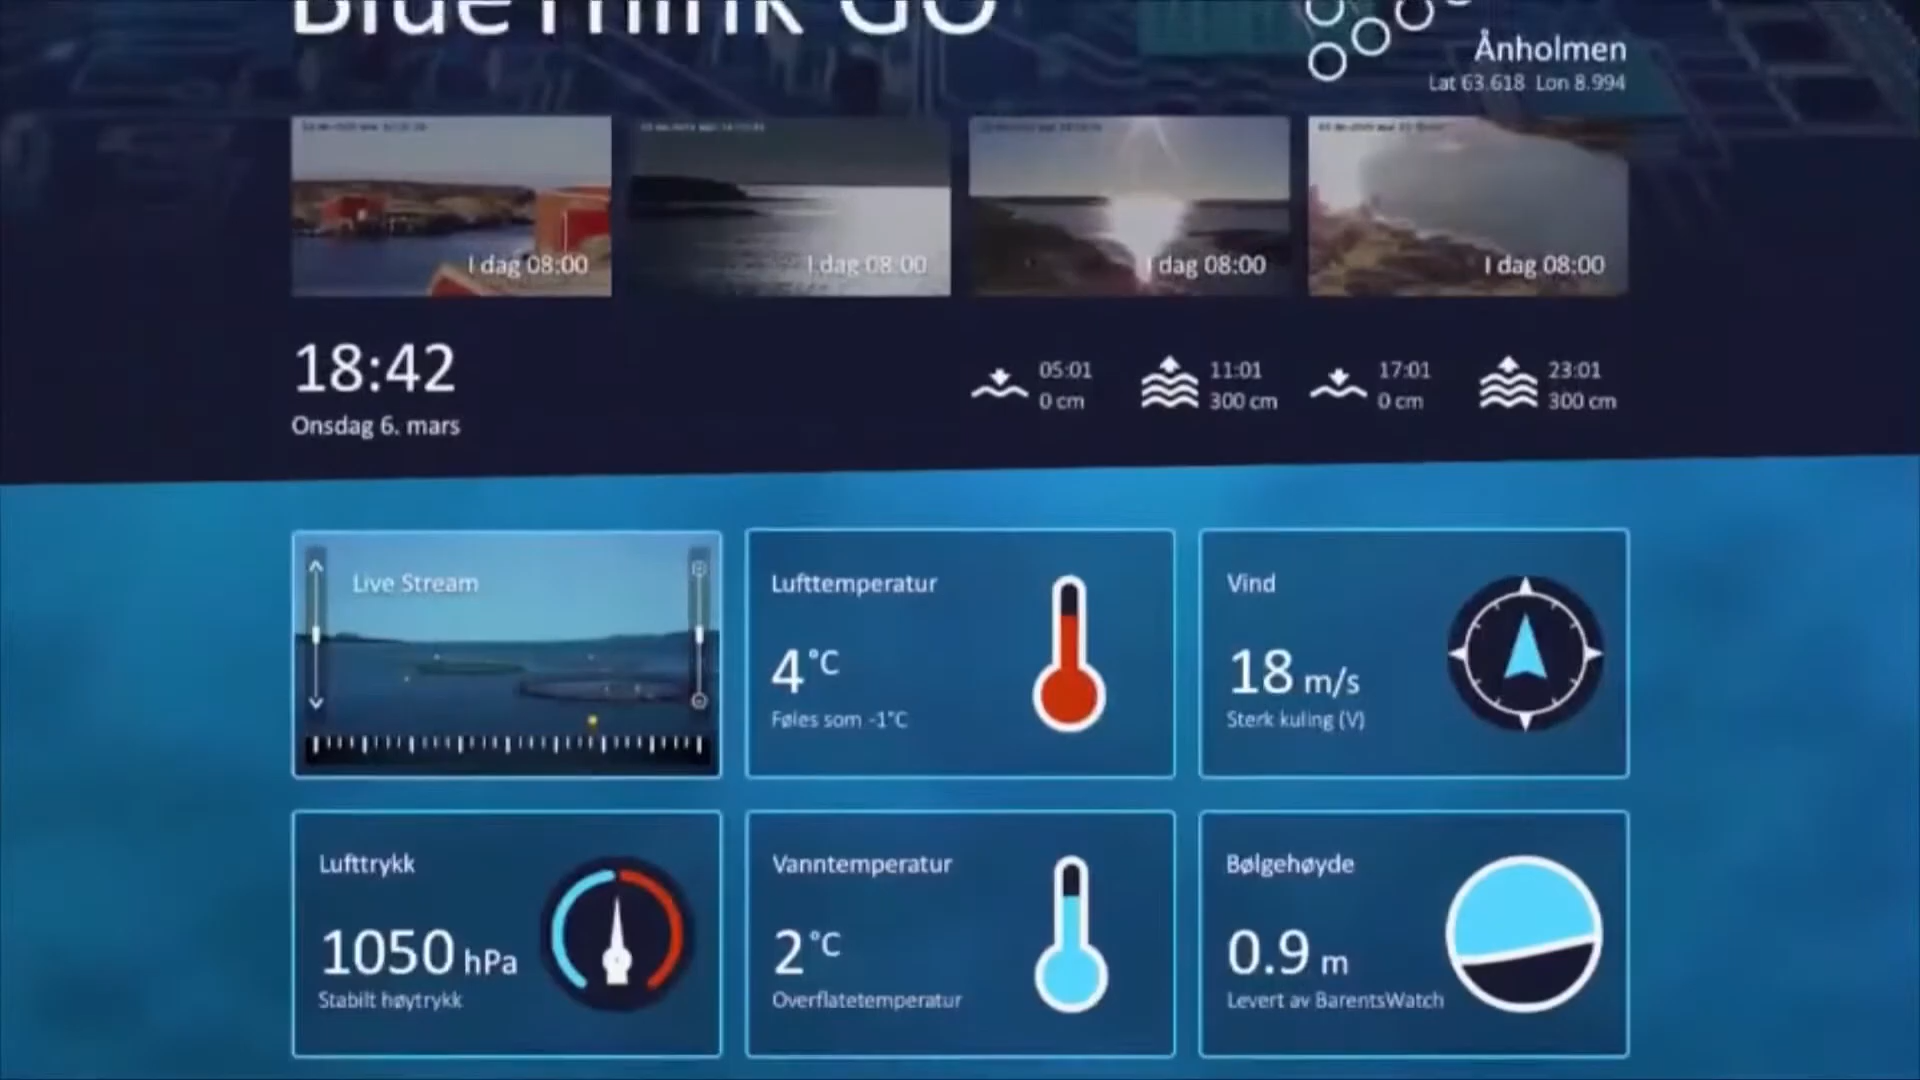 BlueThink GO
Ånholmen
Lat 63.618 Lon 8.994
I dag 08:00
I dag 08:00
I dag 08:00
I dag 08:00
18:42
Onsdag 6. mars
05:01
0 cm
11:01
300 cm
17:01
0 cm
23:01
300 cm
Live Stream
Lufttemperatur
4°C
Føles som -1°C
Vind
18 m/s
Sterk kuling (V)
Lufttrykk
1050 hPa
Stabilt høytrykk
Vanntemperatur
2°C
Overflatetemperatur
Bølgehøyde
0.9 m
Levert av BarentsWatch